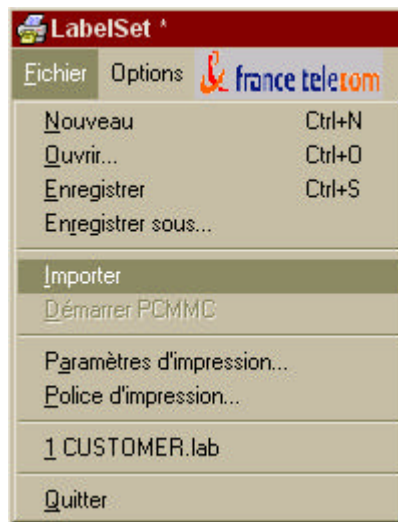 LabelSet *
Fichier Options france telecom
Nouveau Ctrl+N
Ouvrir... Ctrl+O
Enregistrer Ctrl+S
Enregistrer sous...
Importer
Démarrer PCMMC
Paramètres d'impression...
Police d'impression...
1 CUSTOMER.lab
Quitter